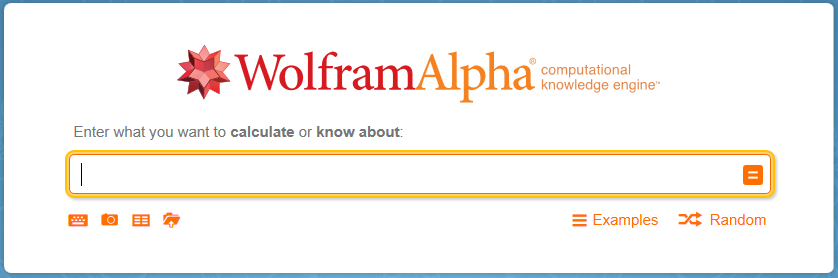 WolframAlpha® computational
knowledge engine™
Enter what you want to calculate or know about:
Examples
Random